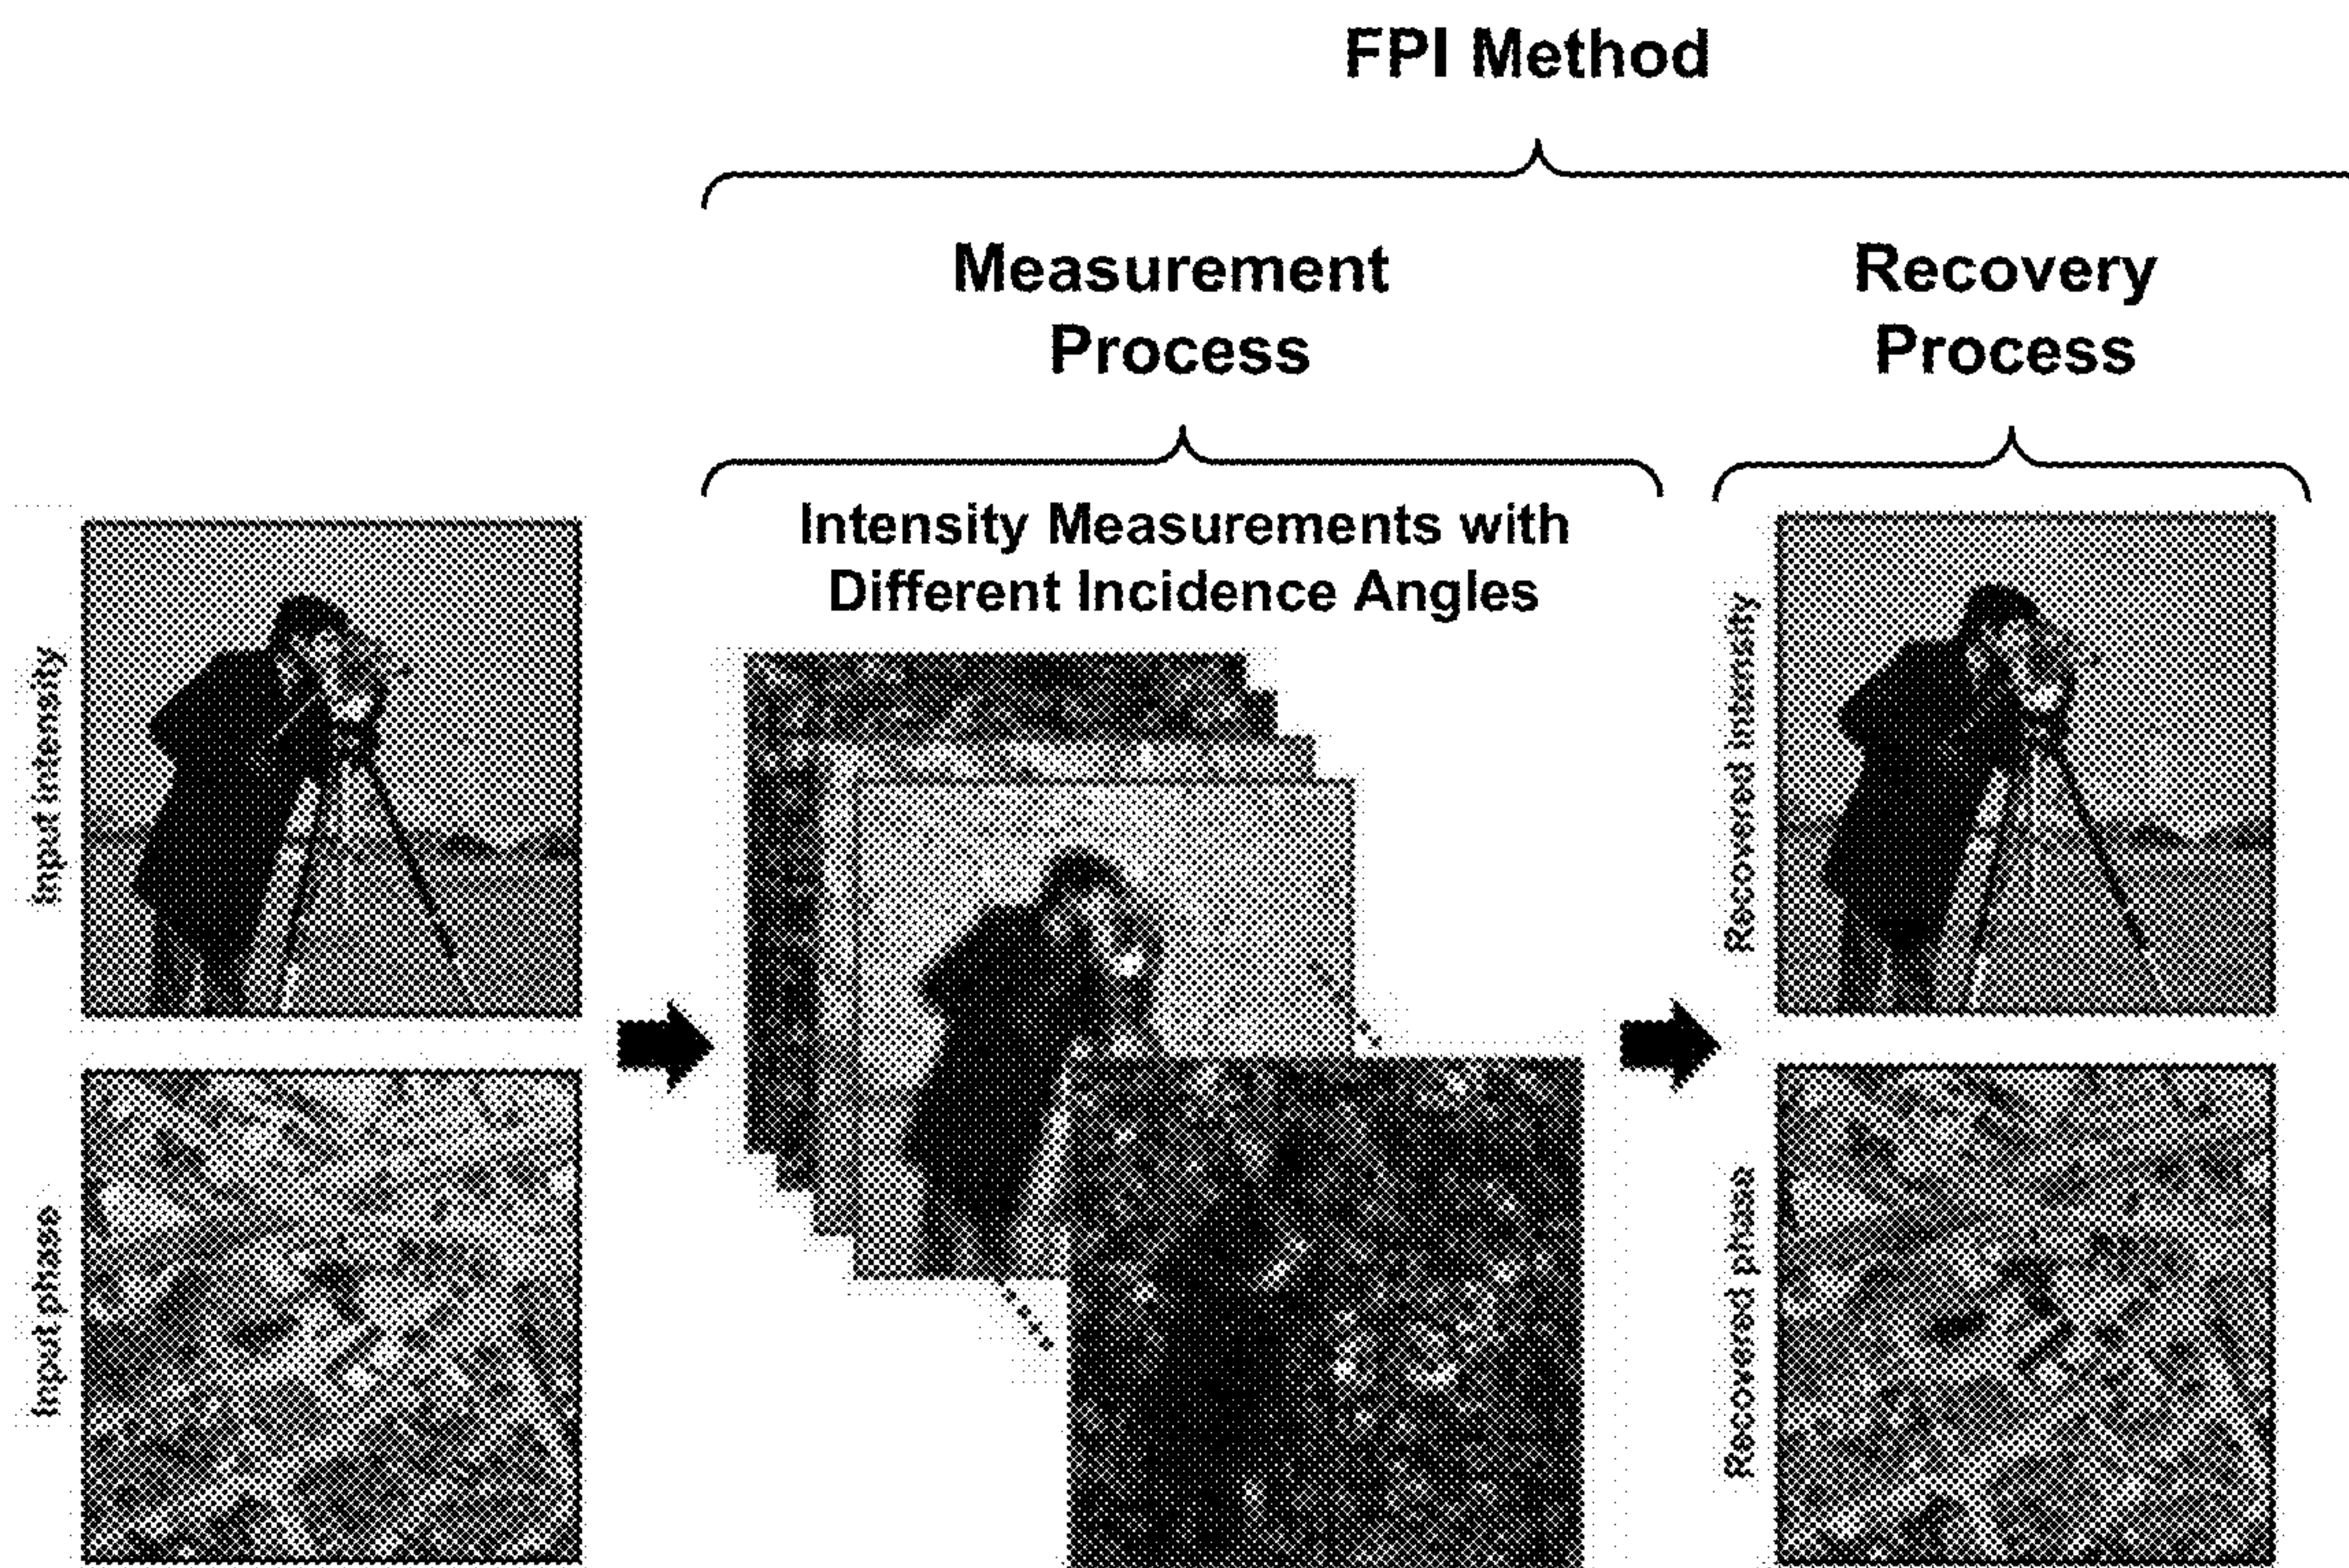 FPI Method
Measurement
Process
Recovery
Process
Intensity Measurements with
Different Incidence Angles
Input intensity
Input phase
Recovered intensity
Recovered phase